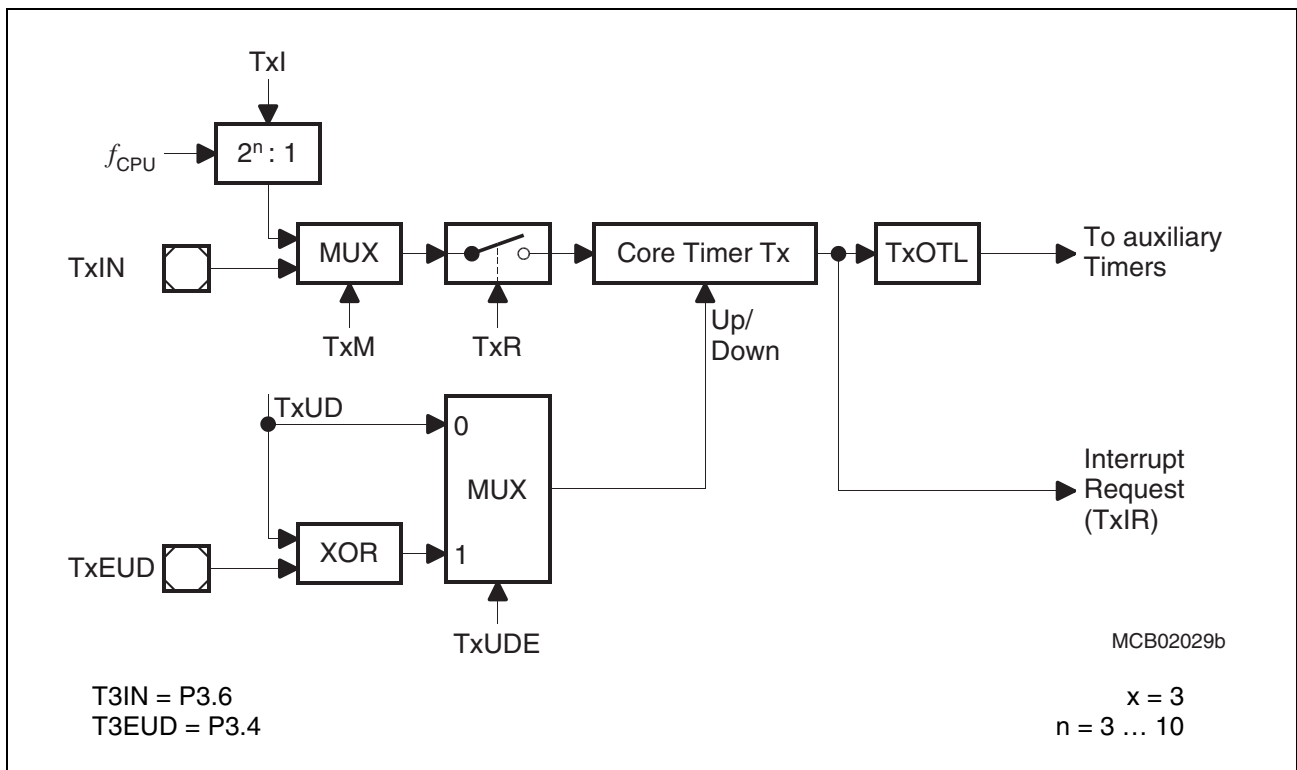 TxI
fCPU
2ⁿ : 1
TxIN
MUX
Core Timer Tx
TxOTL
To auxiliary
Timers
TxM
TxR
Up/
Down
TxUD
0
MUX
Interrupt
Request
(TxIR)
TxEUD
XOR
1
TxUDE
MCB02029b
T3IN = P3.6
x = 3
T3EUD = P3.4
n = 3 … 10